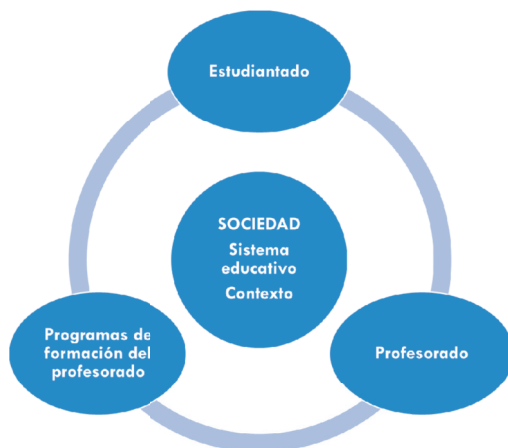 Estudiantado
SOCIEDAD
Sistema
educativo
Contexto
Programas de
formación del
profesorado
Profesorado